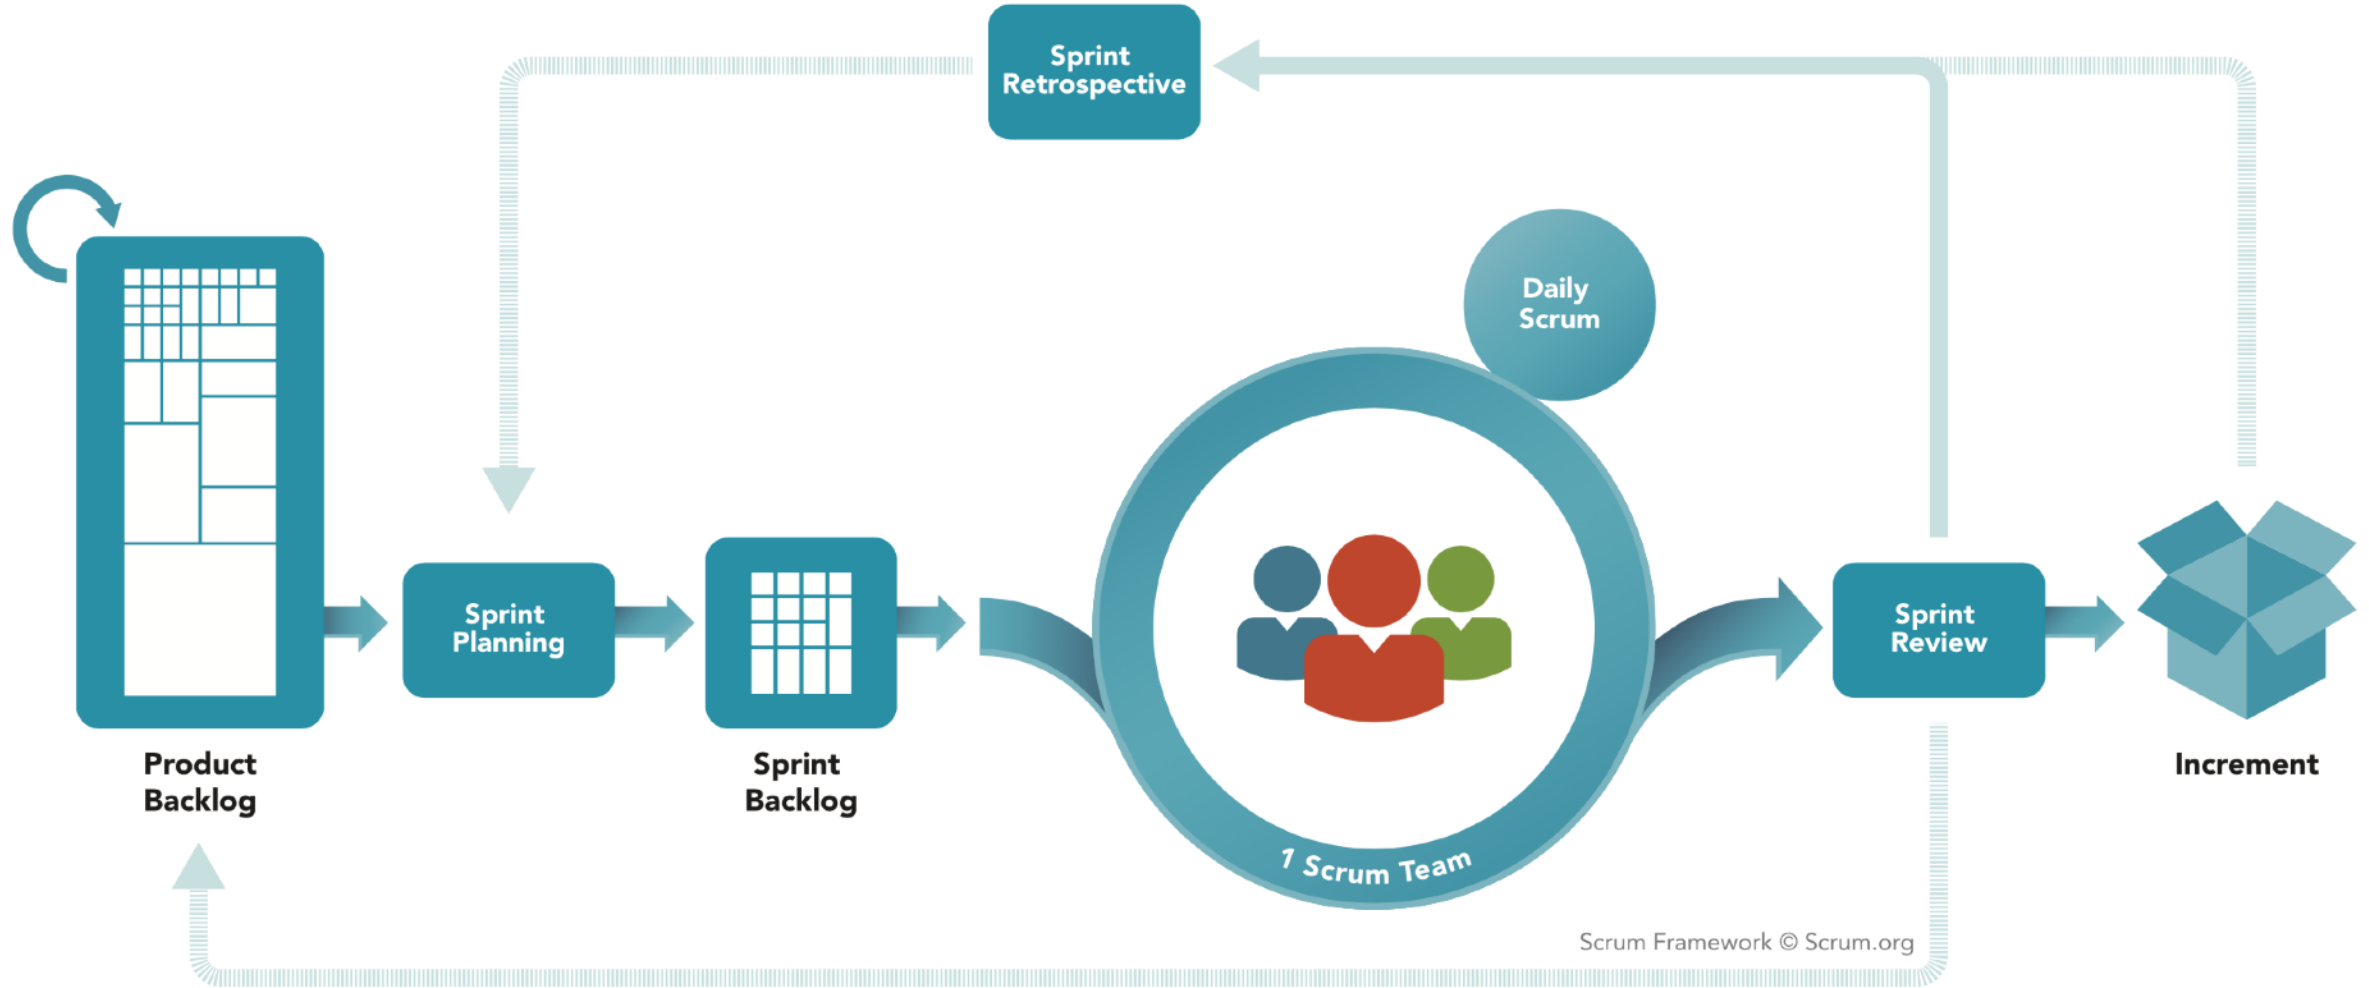 Sprint
Retrospective
Daily
Scrum
Sprint
Planning
Sprint
Review
Product
Backlog
Sprint
Backlog
Increment
1 Scrum Team
Scrum Framework © Scrum.org